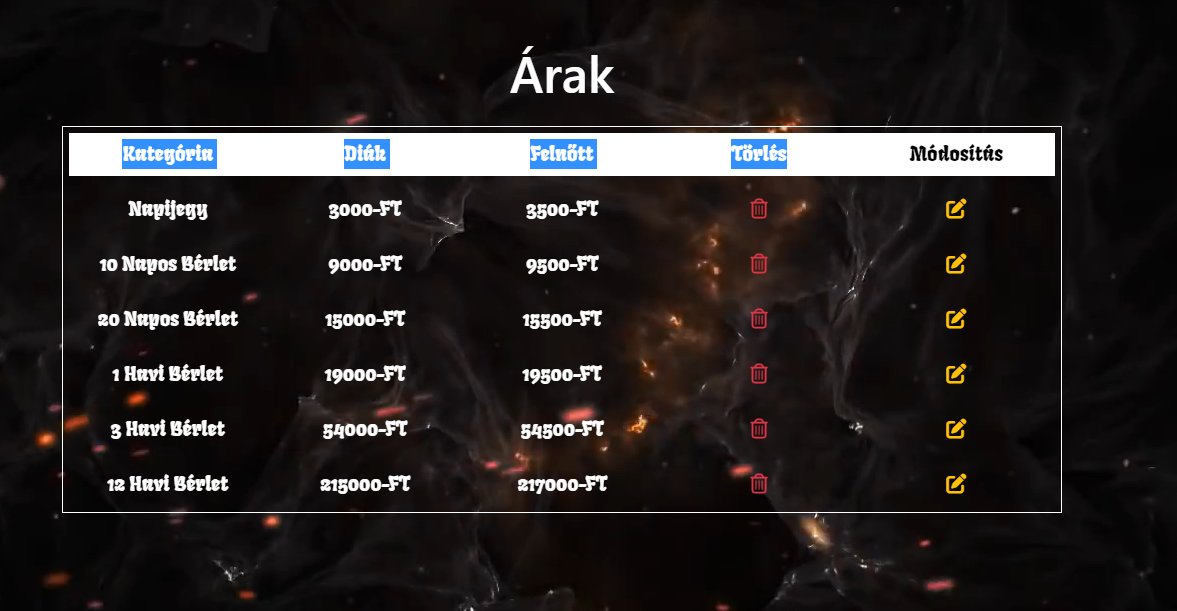 Árak
Kategória Diák Felnőtt Törlés Módosítás
Napijegy 3000-FT 3500-FT
10 Napos Bérlet 9000-FT 9500-FT
20 Napos Bérlet 15000-FT 15500-FT
1 Havi Bérlet 19000-FT 19500-FT
3 Havi Bérlet 54000-FT 54500-FT
12 Havi Bérlet 215000-FT 217000-FT